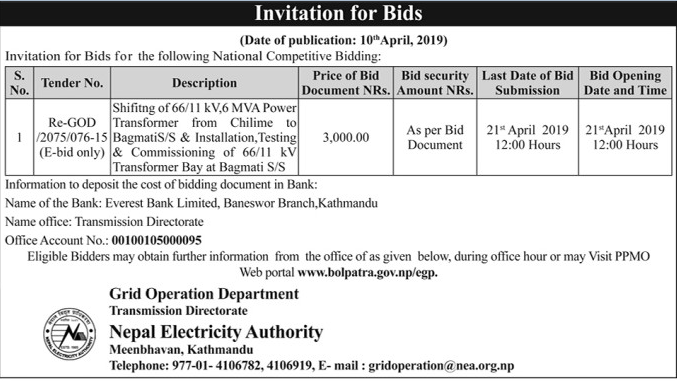 Invitation for Bids
(Date of publication: 10thApril, 2019)
Invitation for Bids for the following National Competitive Bidding:
S. No. | Tender No. | Description | Price of Bid Document NRs. | Bid security Amount NRs. | Last Date of Bid Submission | Bid Opening Date and Time
1 | Re-GOD /2075/076-15 (E-bid only) | Shifitng of 66/11 kV,6 MVA Power Transformer from Chilime to BagmatiS/S & Installation,Testing & Commissioning of 66/11 kV Transformer Bay at Bagmati S/S | 3,000.00 | As per Bid Document | 21st April 2019 12:00 Hours | 21stApril 2019 12:00 Hours
Information to deposit the cost of bidding document in Bank:
Name of the Bank: Everest Bank Limited, Baneswor Branch,Kathmandu
Name office: Transmission Directorate
Office Account No.: 00100105000095
Eligible Bidders may obtain further information from the office of as given below, during office hour or may Visit PPMO
Web portal www.bolpatra.gov.np/egp.
Grid Operation Department
Transmission Directorate
Nepal Electricity Authority
Meenbhavan, Kathmandu
Telephone: 977-01- 4106782, 4106919, E- mail : gridoperation@nea.org.np
NEPAL ELECTRICITY AUTHORITY